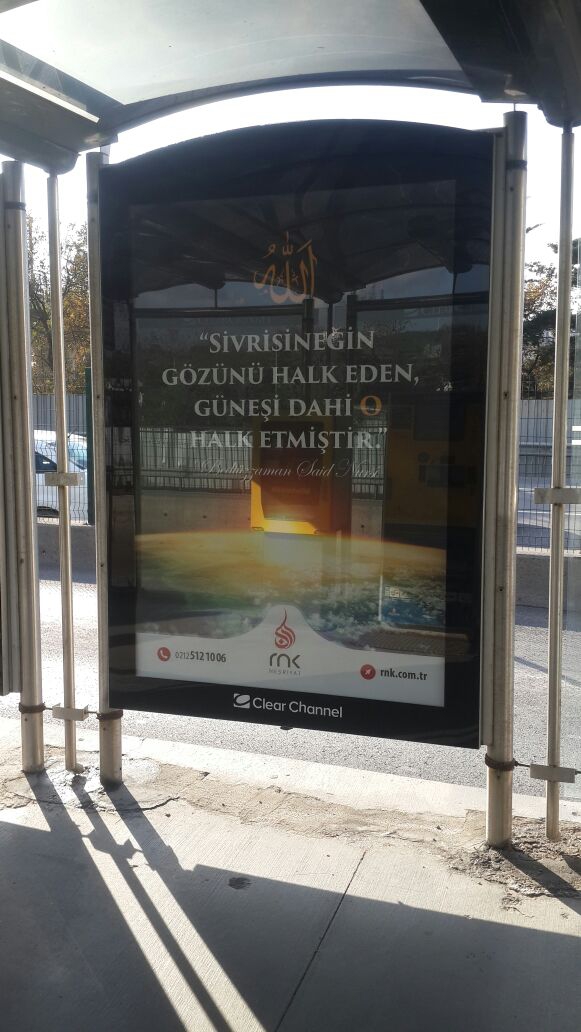 الله
“SİVRİSİNEĞİN
GÖZÜNÜ HALK EDEN,
GÜNEŞİ DAHİ O
HALK ETMİŞTİR.”
Bediüzzaman Said Nursi
0212 512 10 06
rnk
NEŞRİYAT
rnk.com.tr
Clear Channel